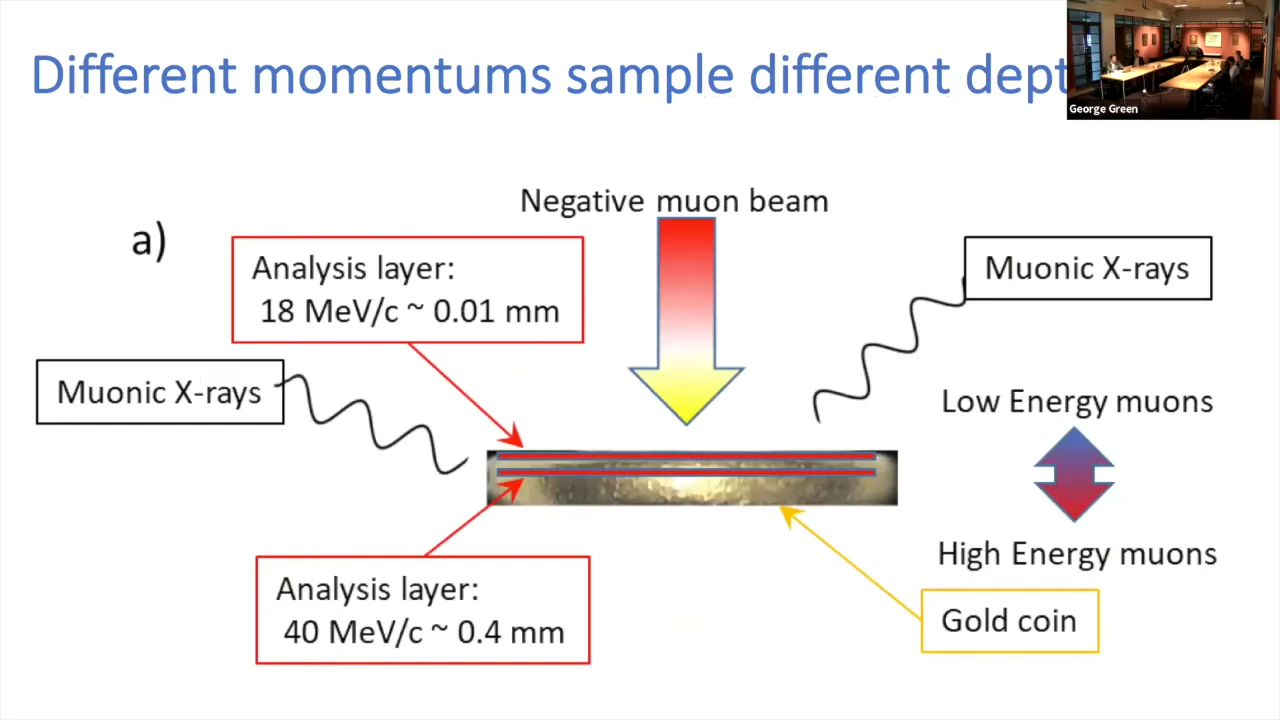 Different momentums sample different dept
George Green
Negative muon beam
a)
Analysis layer:
18 MeV/c ~ 0.01 mm
Muonic X-rays
Muonic X-rays
Low Energy muons
High Energy muons
Analysis layer:
40 MeV/c ~ 0.4 mm
Gold coin